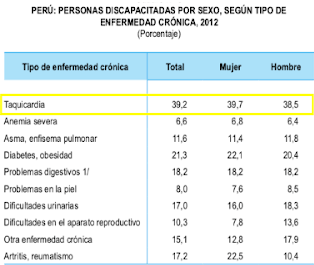 PERÚ: PERSONAS DISCAPACITADAS POR SEXO, SEGÚN TIPO DE
ENFERMEDAD CRÓNICA, 2012
(Porcentaje)
Tipo de enfermedad crónica Total Mujer Hombre
Taquicardia 39,2 39,7 38,5
Anemia severa 6,6 6,8 6,4
Asma, enfisema pulmonar 11,6 11,4 11,8
Diabetes, obesidad 21,3 22,1 20,4
Problemas digestivos 1/ 18,2 18,2 18,2
Problemas en la piel 8,0 7,6 8,5
Dificultades urinarias 17,0 16,0 18,3
Dificultades en el aparato reproductivo 10,3 7,8 13,6
Otra enfermedad crónica 15,1 12,8 17,9
Artritis, reumatismo 17,2 22,5 10,4